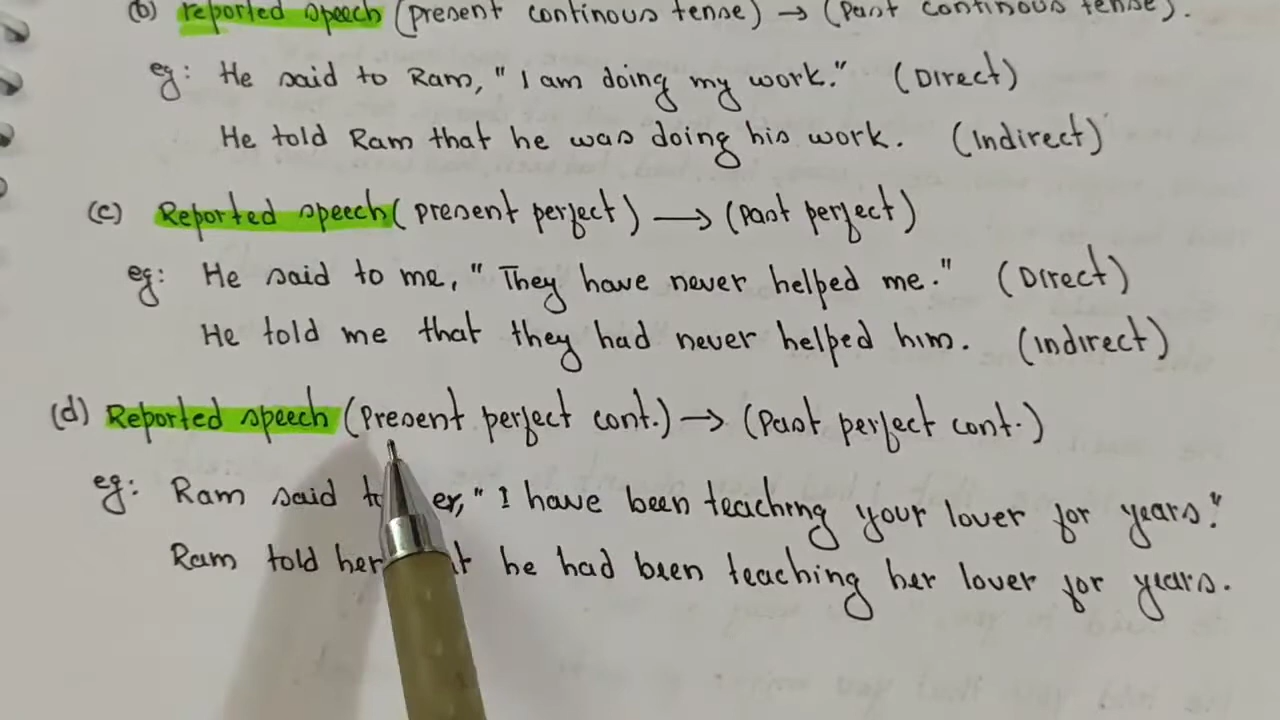 (b) reported speech (present continous tense) → (past continous tense).
eg: He said to Ram, "I am doing my work." (Direct)
He told Ram that he was doing his work. (Indirect)
(c) Reported speech (present perfect) → (Past perfect)
eg: He said to me, "They have never helped me." (Direct)
He told me that they had never helped him. (Indirect)
(d) Reported speech (Present perfect cont.) → (Past perfect cont.)
eg: Ram said to er, "I have been teaching your lover for years."
Ram told her he had been teaching her lover for years.